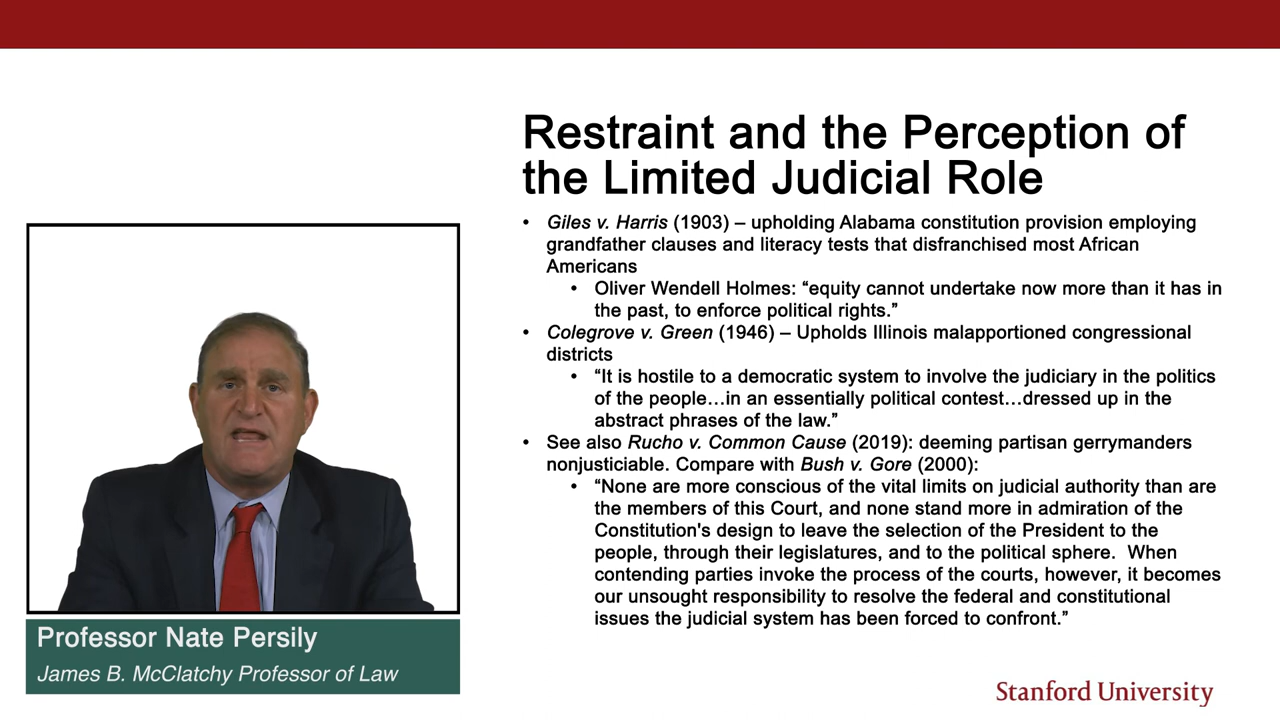 Restraint and the Perception of
the Limited Judicial Role
• Giles v. Harris (1903) – upholding Alabama constitution provision employing
grandfather clauses and literacy tests that disfranchised most African
Americans
• Oliver Wendell Holmes: “equity cannot undertake now more than it has in
the past, to enforce political rights.”
• Colegrove v. Green (1946) – Upholds Illinois malapportioned congressional
districts
• “It is hostile to a democratic system to involve the judiciary in the politics
of the people…in an essentially political contest…dressed up in the
abstract phrases of the law.”
• See also Rucho v. Common Cause (2019): deeming partisan gerrymanders
nonjusticiable. Compare with Bush v. Gore (2000):
• “None are more conscious of the vital limits on judicial authority than are
the members of this Court, and none stand more in admiration of the
Constitution's design to leave the selection of the President to the
people, through their legislatures, and to the political sphere.  When
contending parties invoke the process of the courts, however, it becomes
our unsought responsibility to resolve the federal and constitutional
issues the judicial system has been forced to confront.”
Professor Nate Persily
James B. McClatchy Professor of Law
Stanford University